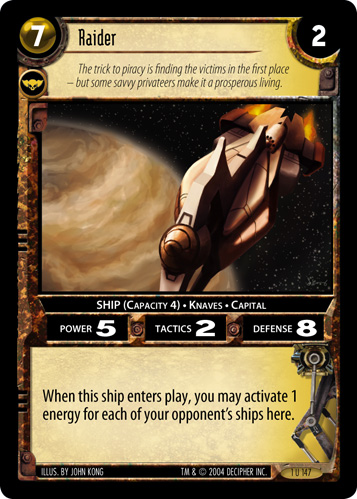 7
Raider
2
The trick to piracy is finding the victims in the first place
– but some savvy privateers make it a prosperous living.
SHIP (CAPACITY 4) • KNAVES • CAPITAL
POWER 5 TACTICS 2 DEFENSE 8
When this ship enters play, you may activate 1
energy for each of your opponent's ships here.
ILLUS. BY JOHN KONG TM & © 2004 DECIPHER INC. 1 U 147